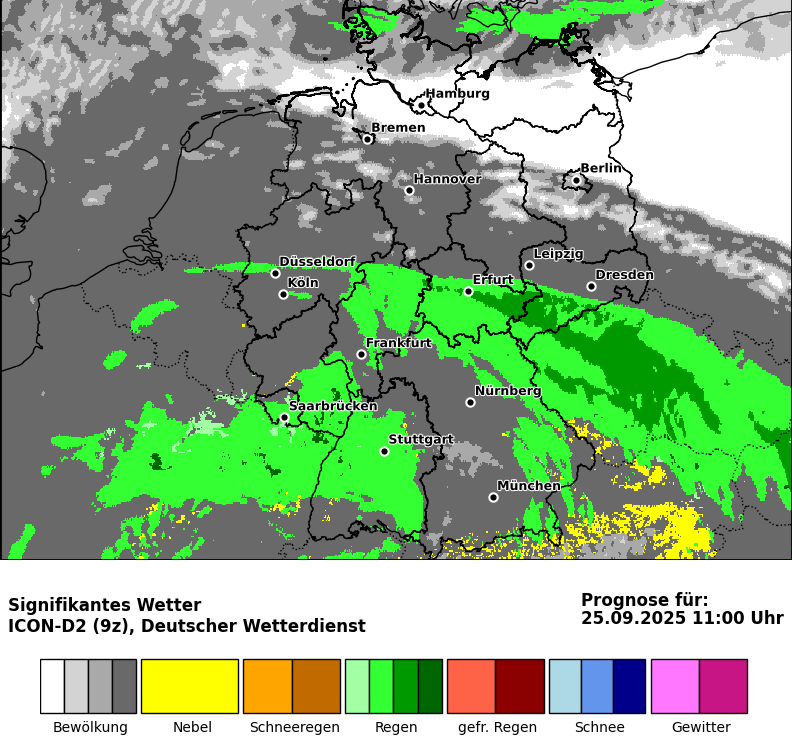 Hamburg
Bremen
Berlin
Hannover
Leipzig
Düsseldorf
Dresden
Köln
Erfurt
Frankfurt
Nürnberg
Saarbrücken
Stuttgart
München
Signifikantes Wetter
ICON-D2 (9z), Deutscher Wetterdienst
Prognose für:
25.09.2025 11:00 Uhr
Bewölkung Nebel Schneeregen Regen gefr. Regen Schnee Gewitter